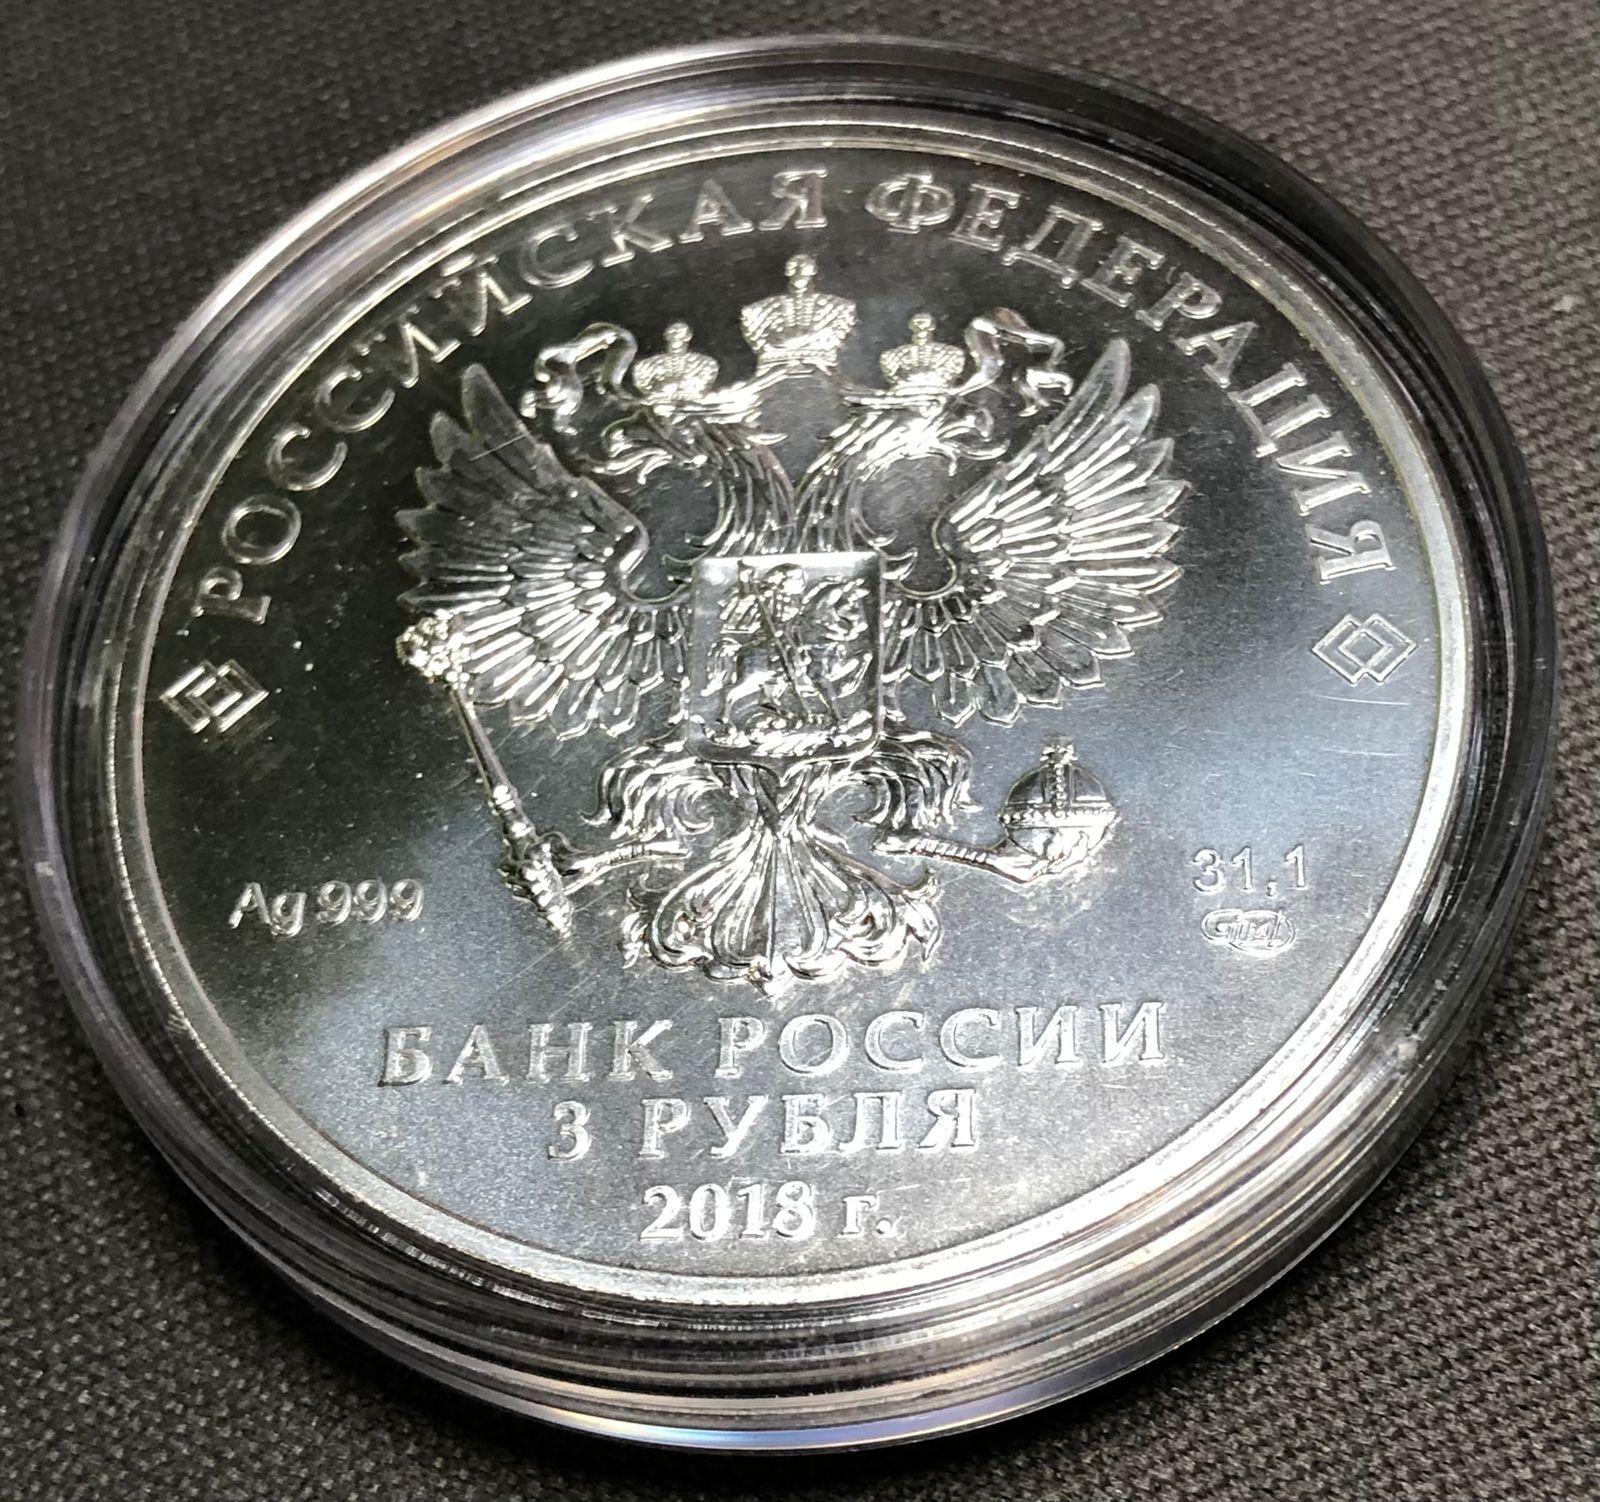 РОССИЙСКАЯ ФЕДЕРАЦИЯ
Ag 999
31,1
БАНК РОССИИ
3 РУБЛЯ
2018 г.